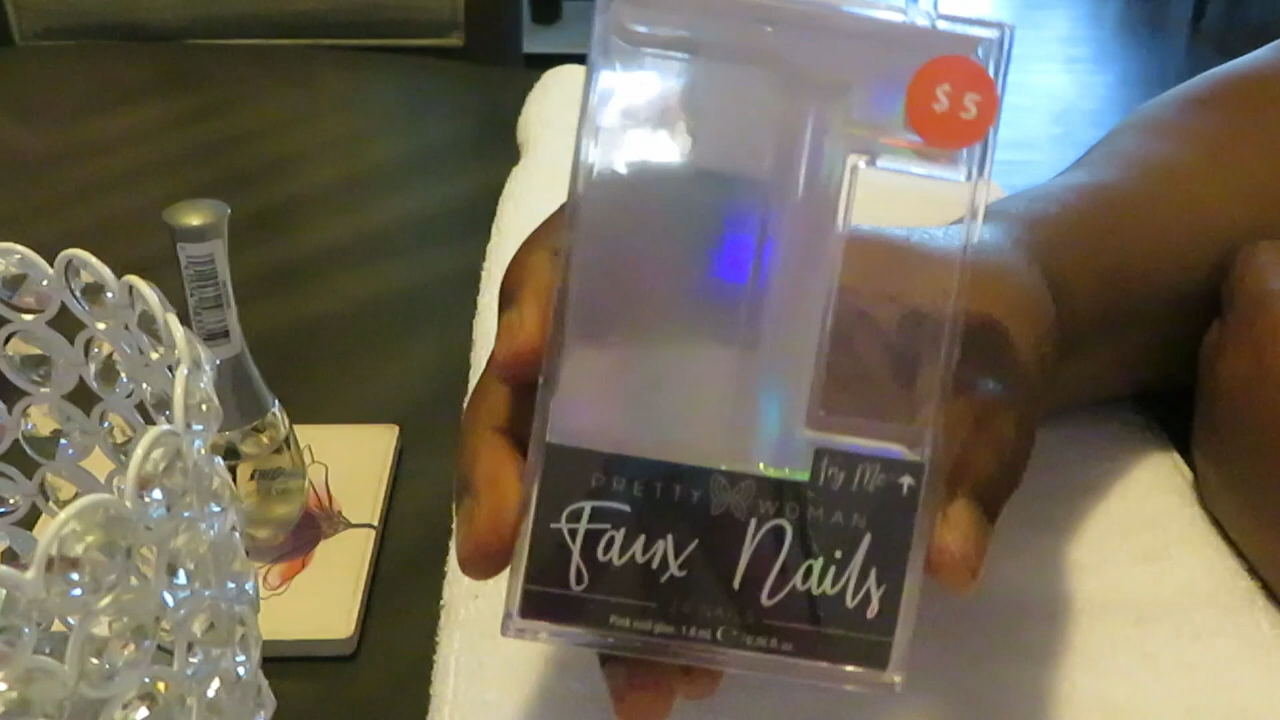 $5
Try Me ↑
PRETTY WOMAN
Faux Nails
Pink nail glue